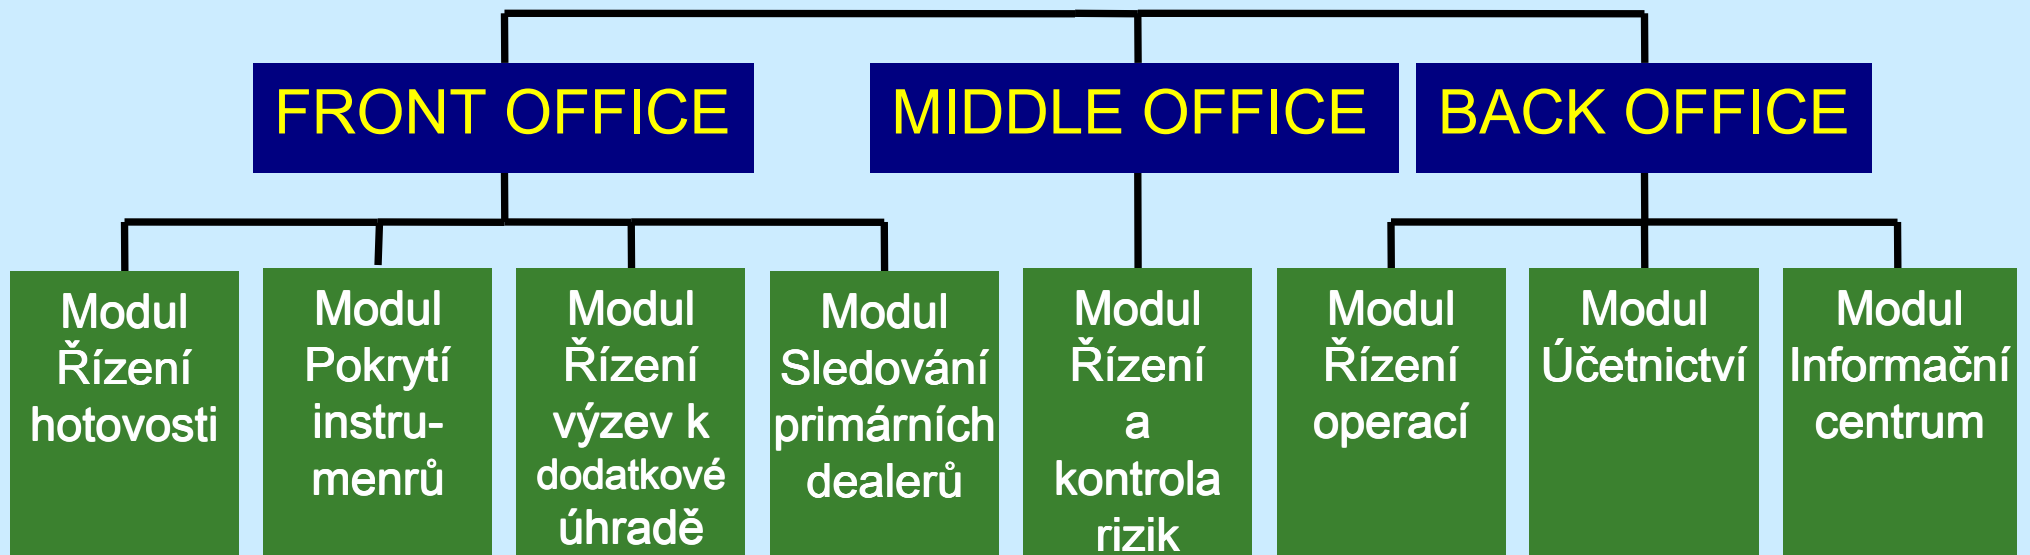 FRONT OFFICE
MIDDLE OFFICE
BACK OFFICE
Modul
Řízení
hotovosti
Modul
Pokrytí
instru-
menrů
Modul
Řízení
výzev k
dodatkové
úhradě
Modul
Sledování
primárních
dealerů
Modul
Řízení
a
kontrola
rizik
Modul
Řízení
operací
Modul
Účetnictví
Modul
Informační
centrum